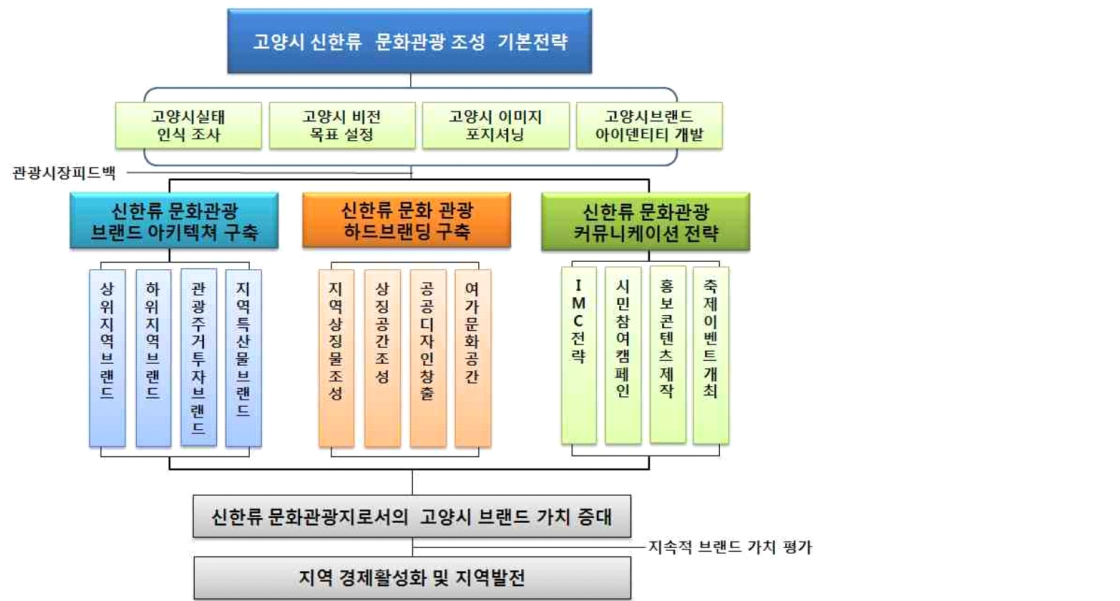 고양시 신한류 문화관광 조성 기본전략
고양시실태
인식 조사
고양시 비전
목표 설정
고양시 이미지
포지셔닝
고양시브랜드
아이덴티티 개발
관광시장피드백
신한류 문화관광
브랜드 아키텍쳐 구축
신한류 문화 관광
하드브랜딩 구축
신한류 문화관광
커뮤니케이션 전략
상위지역브랜드
하위지역브랜드
관광주거투자브랜드
지역특산물브랜드
지역상징물조성
상징공간조성
공공디자인창출
여가문화공간
IMC전략
시민참여캠페인
홍보콘텐츠제작
축제이벤트개최
신한류 문화관광지로서의 고양시 브랜드 가치 증대
지속적 브랜드 가치 평가
지역 경제활성화 및 지역발전